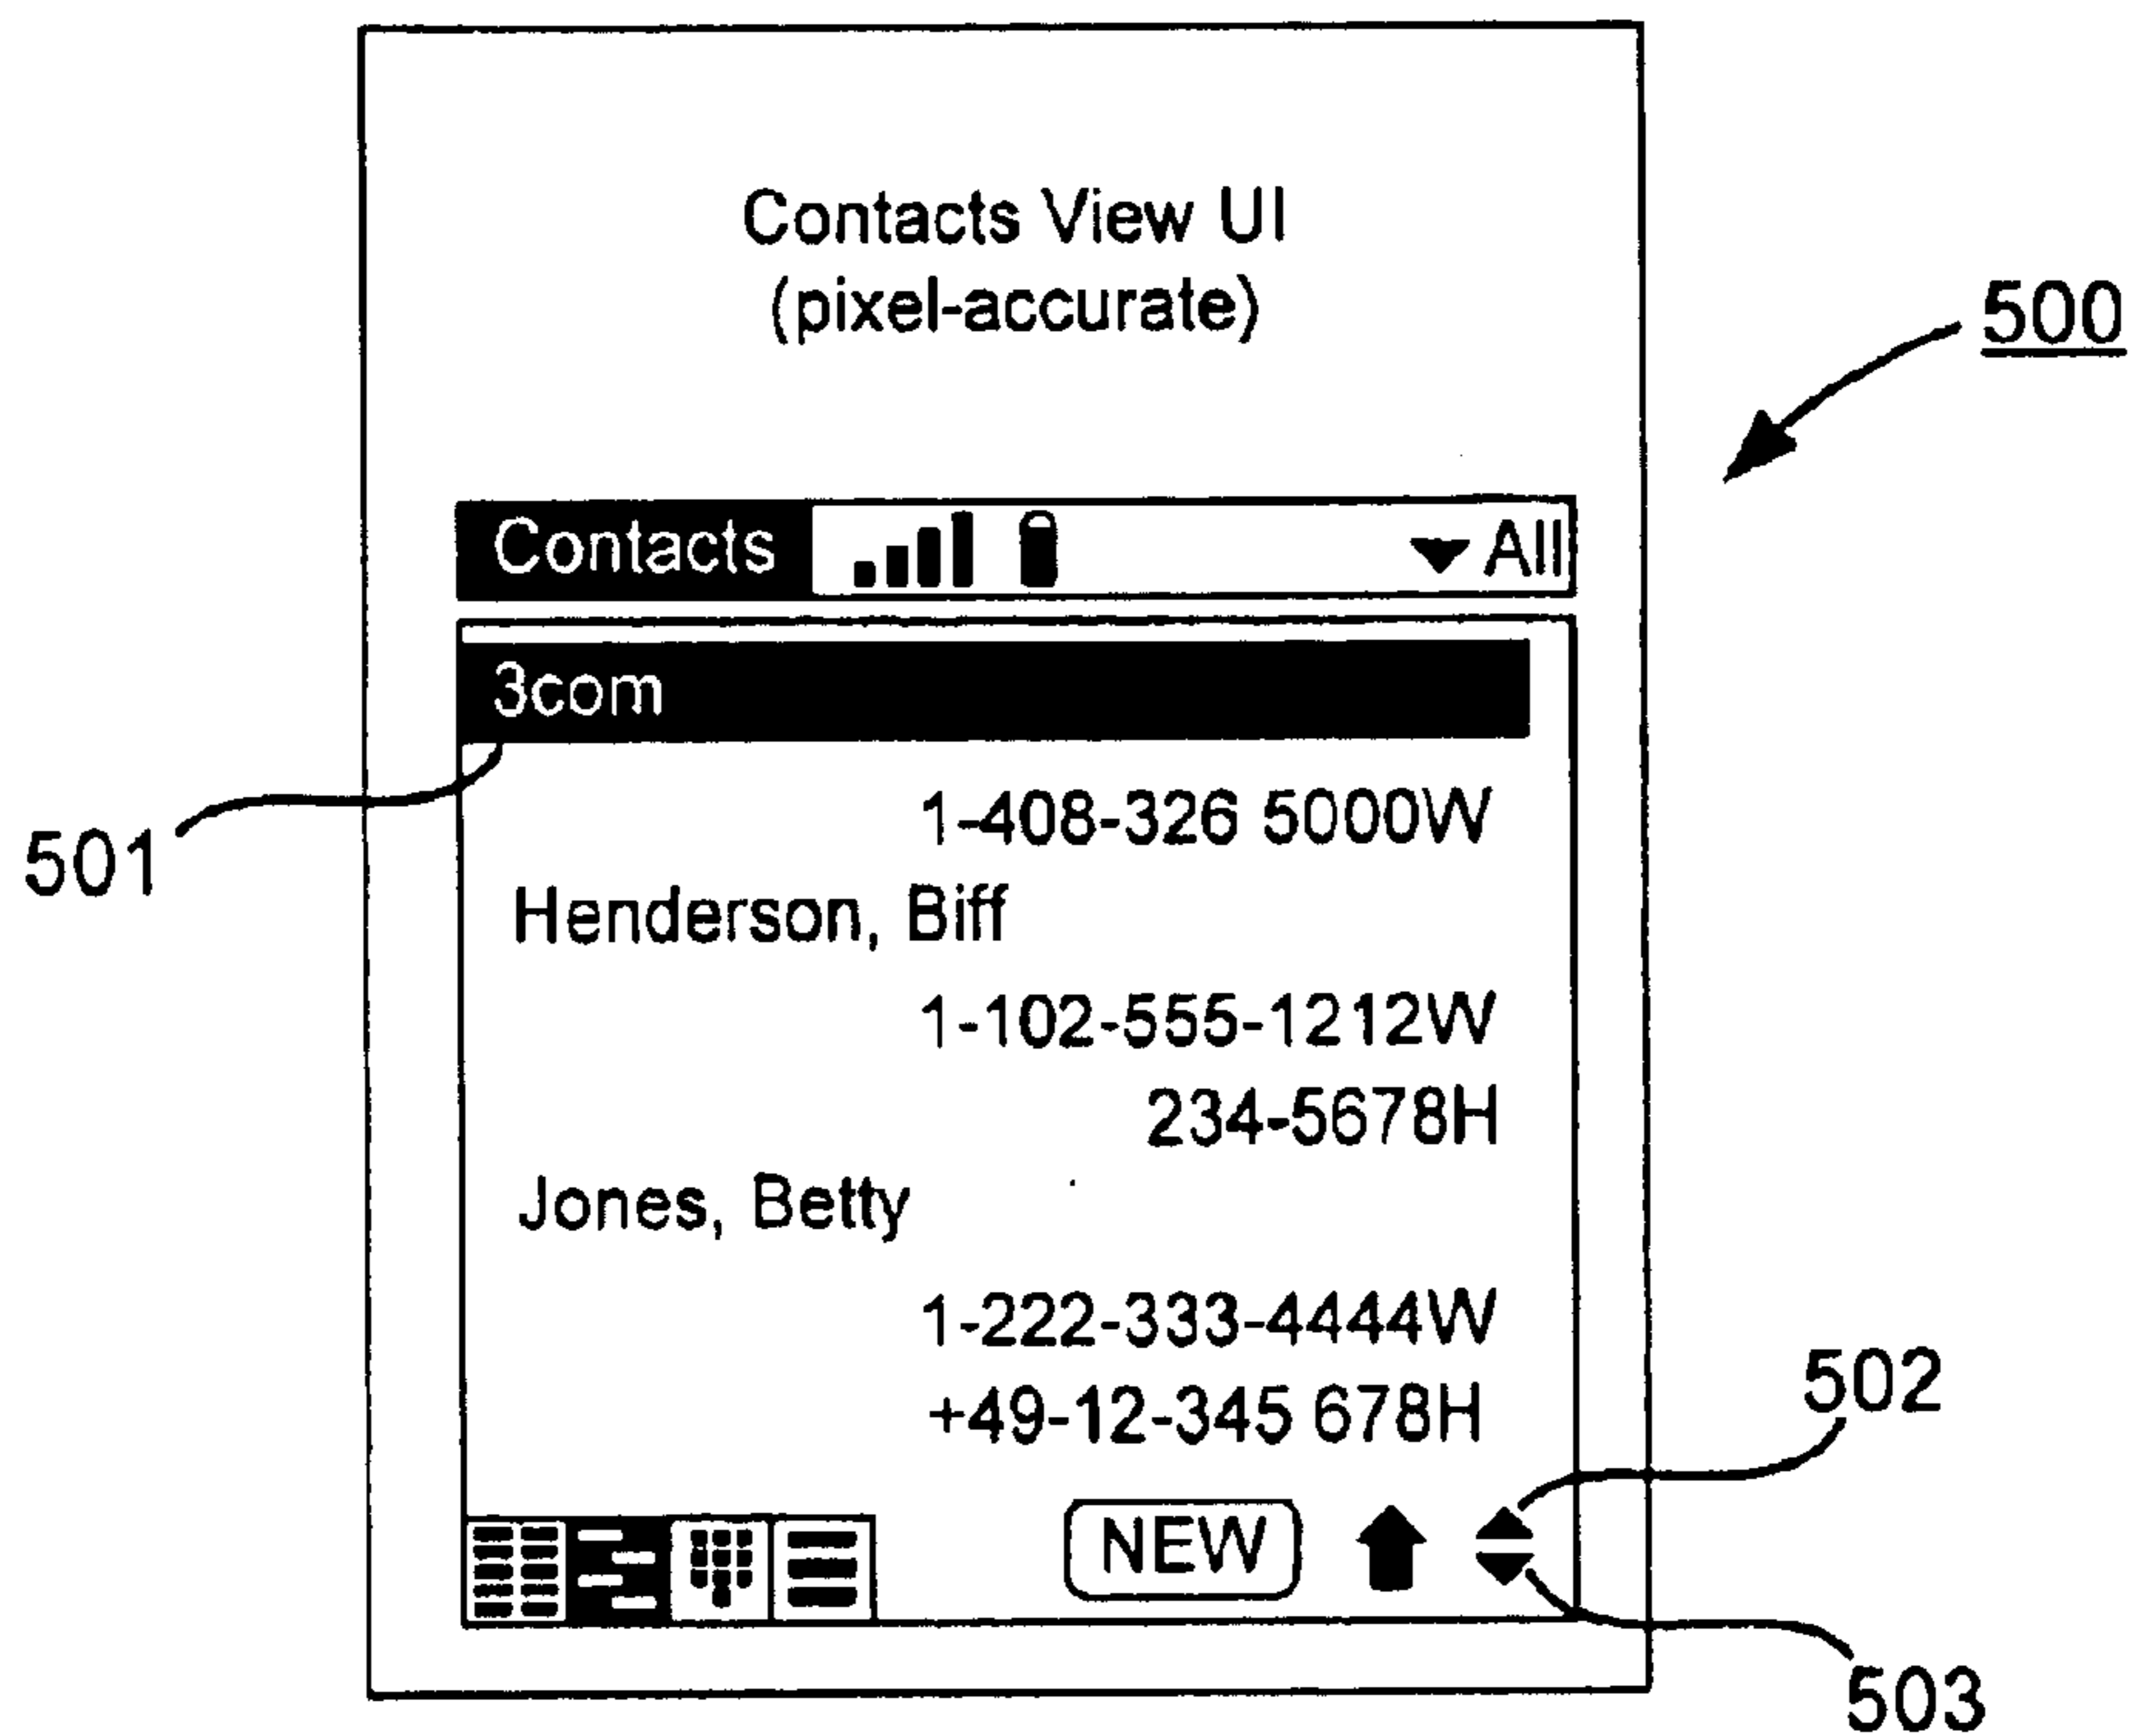 Contacts View UI
(pixel-accurate)
500
Contacts All
3com
1-408-326 5000W
501
Henderson, Biff
1-102-555-1212W
234-5678H
Jones, Betty
1-222-333-4444W
502
+49-12-345 678H
NEW
503